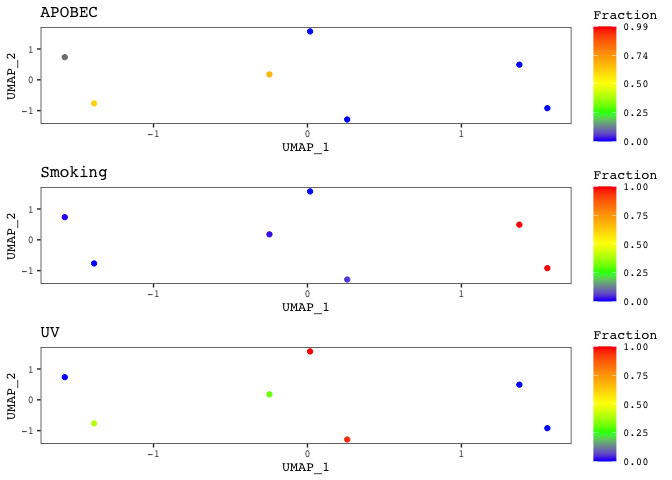 APOBEC
Fraction
0.99
0.74
0.50
0.25
0.00
UMAP_2
1
0
−1
−1 0 1
UMAP_1
Smoking
Fraction
1.00
0.75
0.50
0.25
0.00
UMAP_2
1
0
−1
−1 0 1
UMAP_1
UV
Fraction
1.00
0.75
0.50
0.25
0.00
UMAP_2
1
0
−1
−1 0 1
UMAP_1